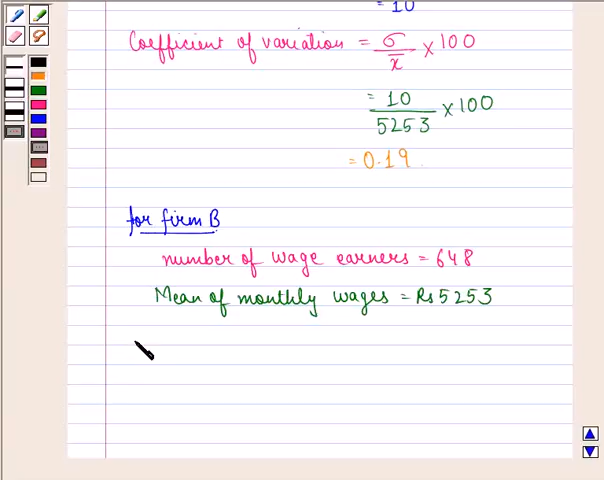 = 10
Coefficient of variation = σ/x̄ × 100
= 10/5253 × 100
= 0.19
for firm B
number of wage earners = 648
Mean of monthly wages = Rs 5253